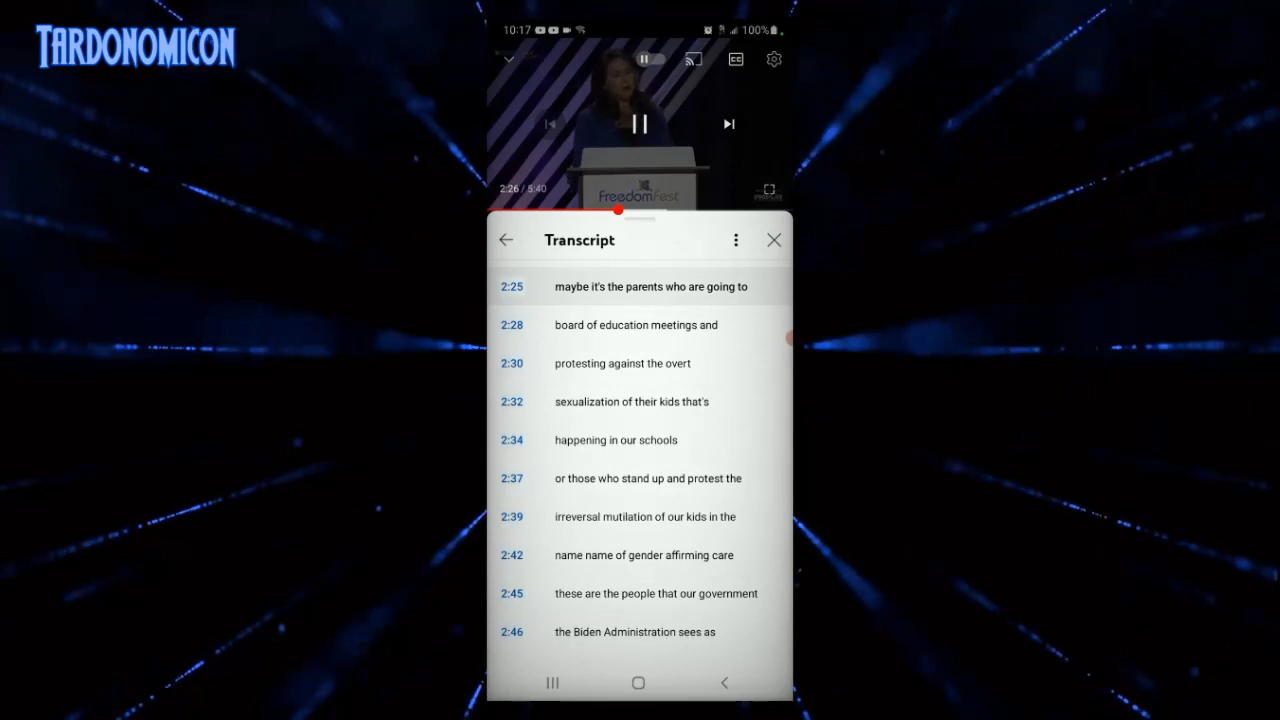 TARDONOMICON
10:17
100%
CC
2:26 / 5:40
FreedomFest
Transcript
2:25 maybe it's the parents who are going to
2:28 board of education meetings and
2:30 protesting against the overt
2:32 sexualization of their kids that's
2:34 happening in our schools
2:37 or those who stand up and protest the
2:39 irreversal mutilation of our kids in the
2:42 name name of gender affirming care
2:45 these are the people that our government
2:46 the Biden Administration sees as